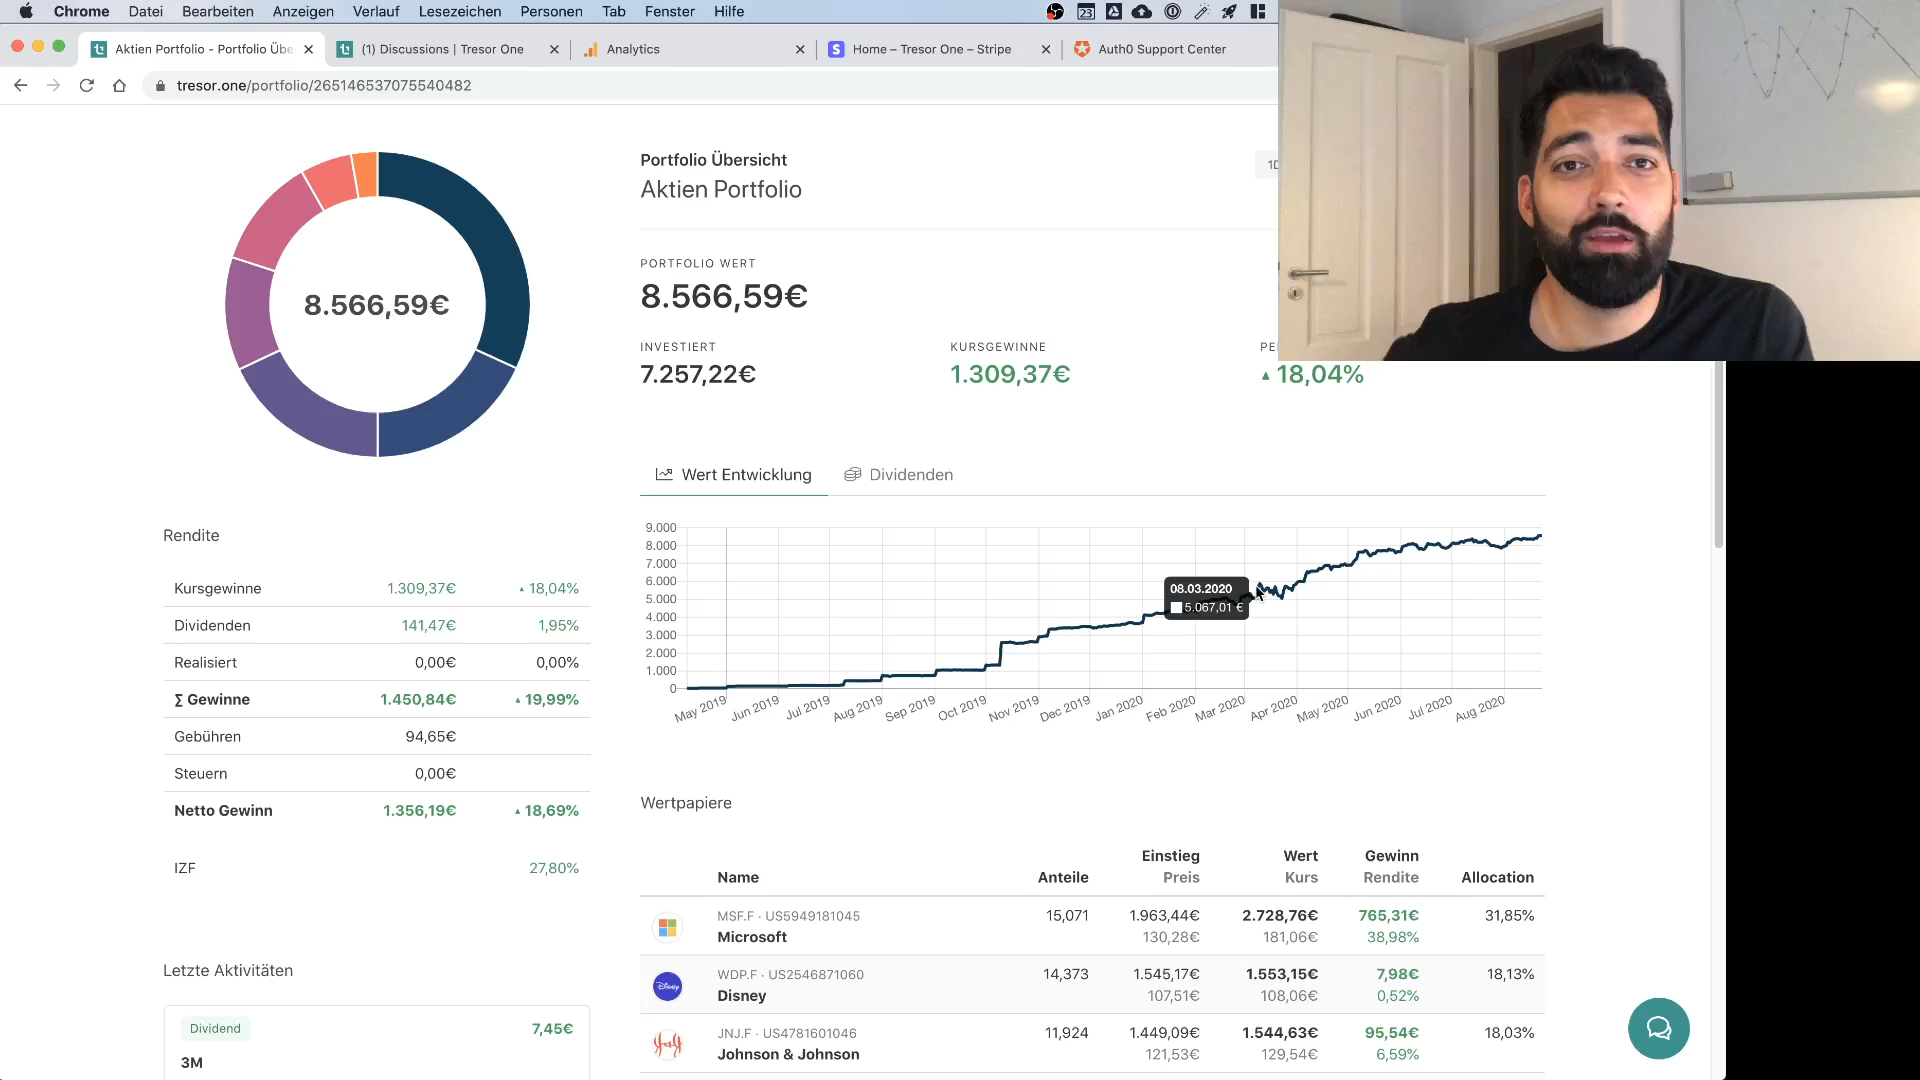 Chrome Datei Bearbeiten Anzeigen Verlauf Lesezeichen Personen Tab Fenster Hilfe
23
Aktien Portfolio - Portfolio Übe
(1) Discussions | Tresor One
Analytics
Home – Tresor One – Stripe
Auth0 Support Center
tresor.one/portfolio/265146537075540482
8.566,59€
Portfolio Übersicht
Aktien Portfolio
PORTFOLIO WERT
8.566,59€
INVESTIERT
7.257,22€
KURSGEWINNE
1.309,37€
▲ 18,04%
Wert Entwicklung
Dividenden
9.000
8.000
7.000
6.000
5.000
4.000
3.000
2.000
1.000
0
08.03.2020
5.067,01 €
May 2019 Jun 2019 Jul 2019 Aug 2019 Sep 2019 Oct 2019 Nov 2019 Dec 2019 Jan 2020 Feb 2020 Mar 2020 Apr 2020 May 2020 Jun 2020 Jul 2020 Aug 2020
Rendite
Kursgewinne 1.309,37€ ▲ 18,04%
Dividenden 141,47€ 1,95%
Realisiert 0,00€ 0,00%
∑ Gewinne 1.450,84€ ▲ 19,99%
Gebühren 94,65€
Steuern 0,00€
Netto Gewinn 1.356,19€ ▲ 18,69%
IZF 27,80%
Letzte Aktivitäten
Dividend 7,45€
3M
Wertpapiere
Einstieg Wert Gewinn
Name Anteile Preis Kurs Rendite Allocation
MSF.F · US5949181045 15,071 1.963,44€ 2.728,76€ 765,31€ 31,85%
Microsoft 130,28€ 181,06€ 38,98%
WDP.F · US2546871060 14,373 1.545,17€ 1.553,15€ 7,98€ 18,13%
Disney
Disney 107,51€ 108,06€ 0,52%
JNJ.F · US4781601046 11,924 1.449,09€ 1.544,63€ 95,54€ 18,03%
Johnson & Johnson 121,53€ 129,54€ 6,59%